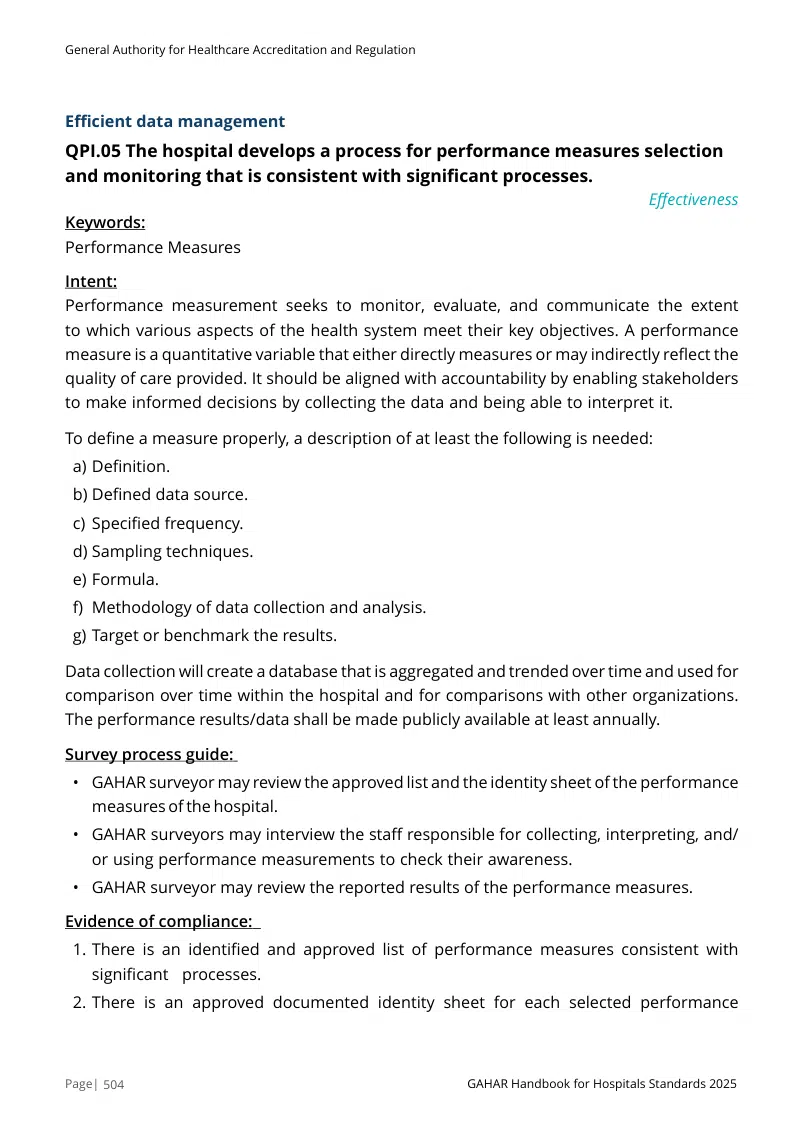 General Authority for Healthcare Accreditation and Regulation
Efficient data management
QPI.05 The hospital develops a process for performance measures selection
and monitoring that is consistent with significant processes.
Effectiveness
Keywords:
Performance Measures
Intent:
Performance measurement seeks to monitor, evaluate, and communicate the extent
to which various aspects of the health system meet their key objectives. A performance
measure is a quantitative variable that either directly measures or may indirectly reflect the
quality of care provided. It should be aligned with accountability by enabling stakeholders
to make informed decisions by collecting the data and being able to interpret it.
To define a measure properly, a description of at least the following is needed:
a) Definition.
b) Defined data source.
c) Specified frequency.
d) Sampling techniques.
e) Formula.
f) Methodology of data collection and analysis.
g) Target or benchmark the results.
Data collection will create a database that is aggregated and trended over time and used for
comparison over time within the hospital and for comparisons with other organizations.
The performance results/data shall be made publicly available at least annually.
Survey process guide:
• GAHAR surveyor may review the approved list and the identity sheet of the performance
measures of the hospital.
• GAHAR surveyors may interview the staff responsible for collecting, interpreting, and/
or using performance measurements to check their awareness.
• GAHAR surveyor may review the reported results of the performance measures.
Evidence of compliance:
1. There is an identified and approved list of performance measures consistent with
significant processes.
2. There is an approved documented identity sheet for each selected performance
Page| 504
GAHAR Handbook for Hospitals Standards 2025